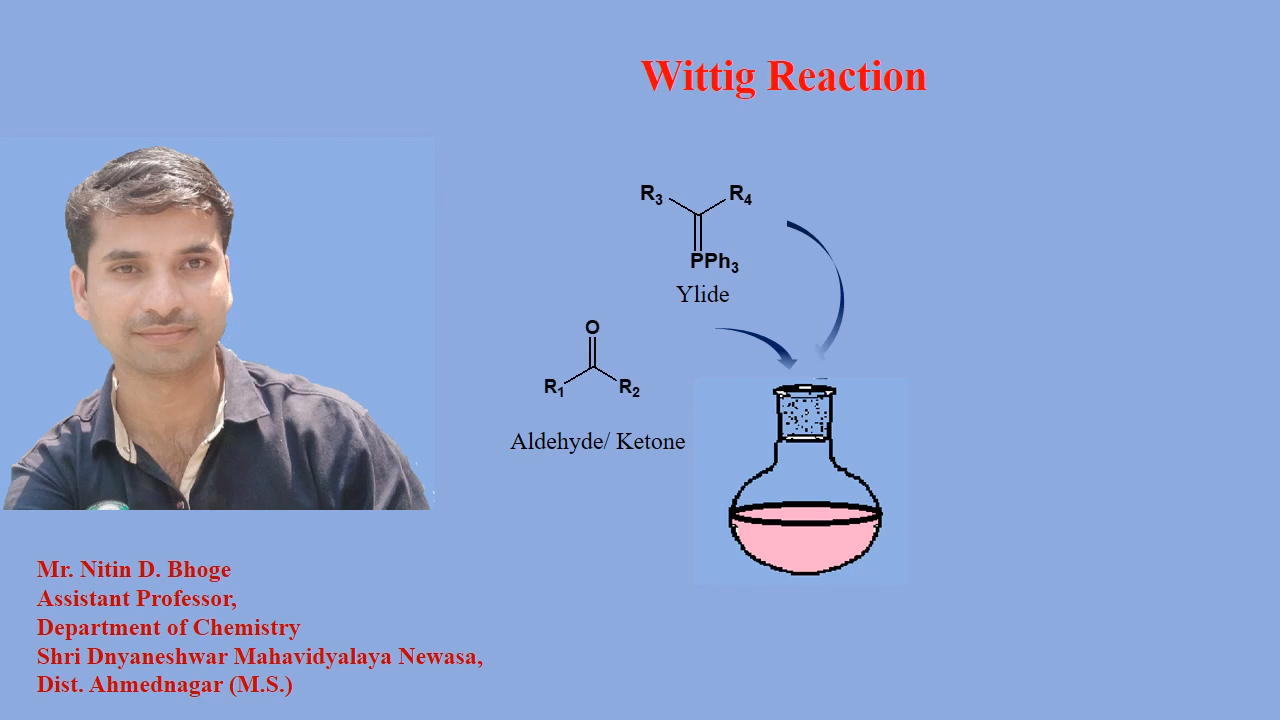 Wittig Reaction
R3 R4
PPh3
Ylide
O
R1 R2
Aldehyde/ Ketone
Mr. Nitin D. Bhoge
Assistant Professor,
Department of Chemistry
Shri Dnyaneshwar Mahavidyalaya Newasa,
Dist. Ahmednagar (M.S.)